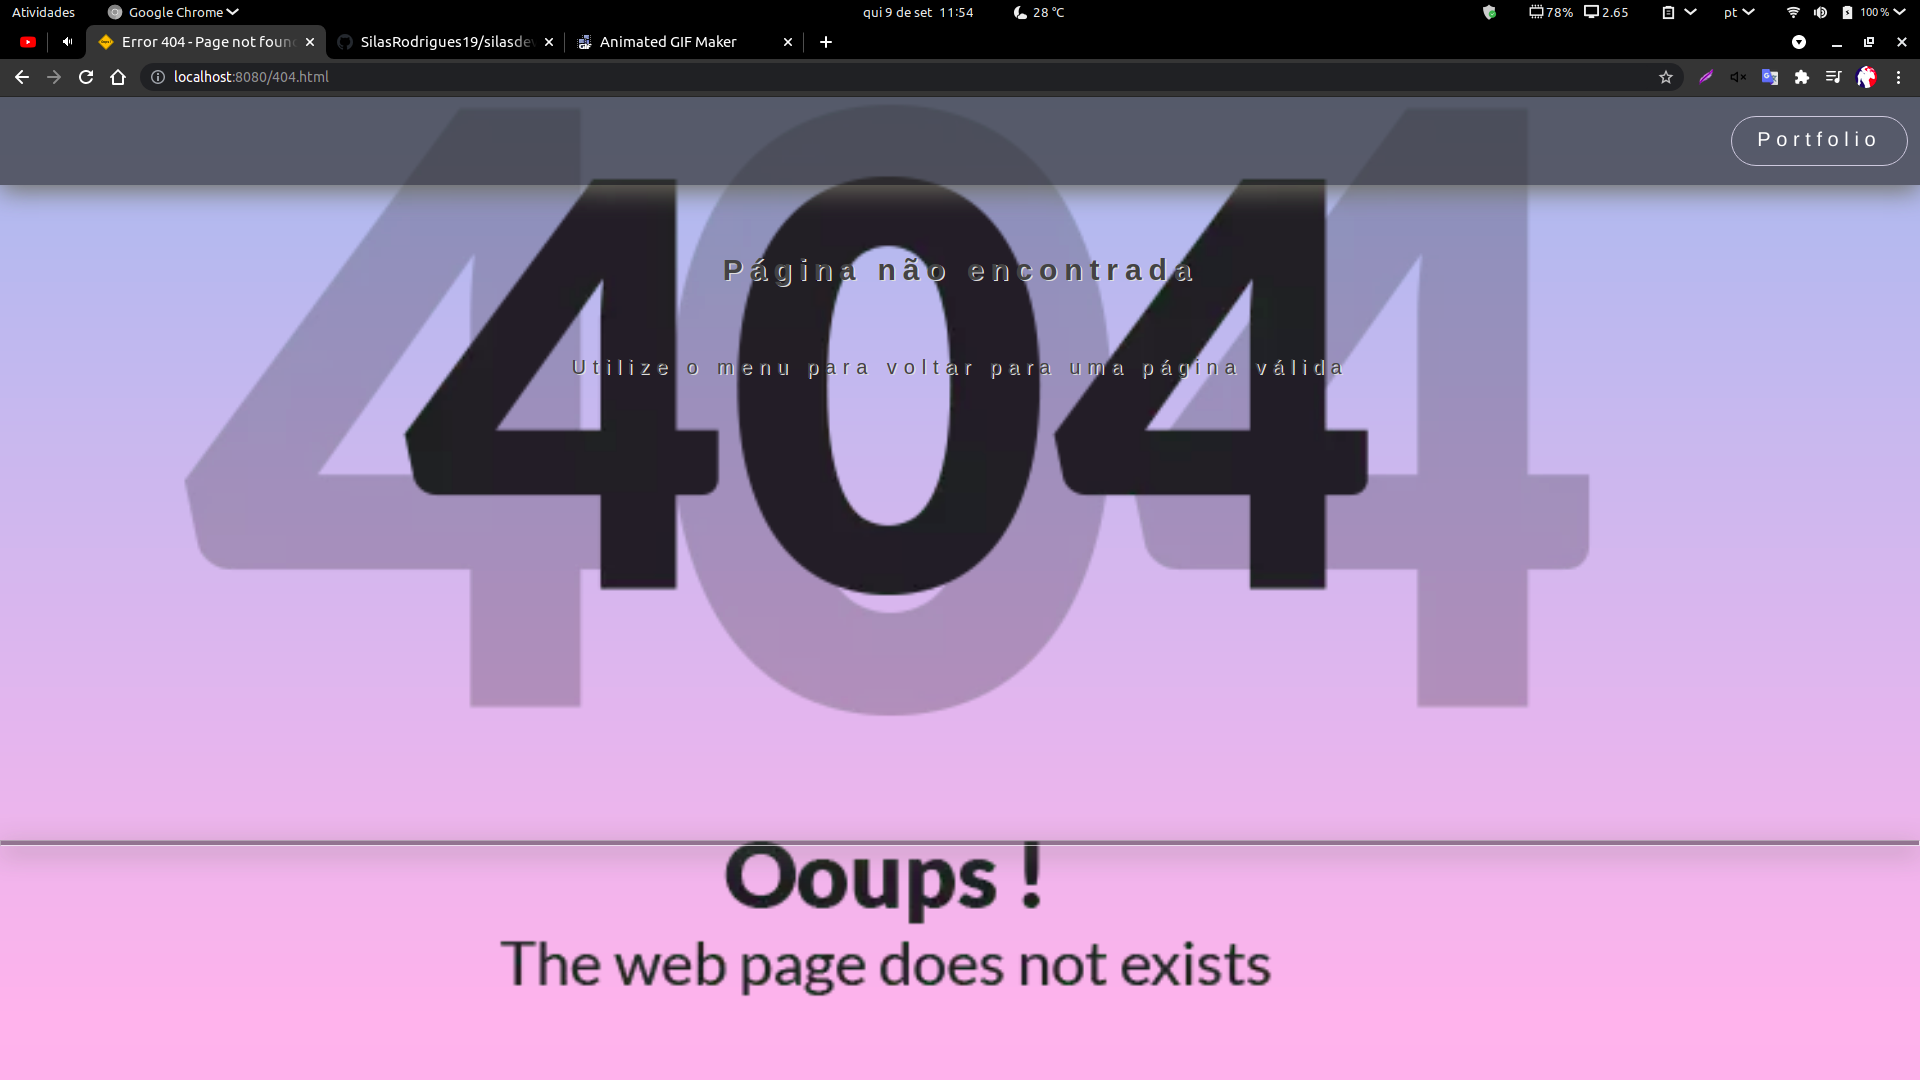 Atividades Google Chrome qui 9 de set 11:54 28 °C 78% 2.65 pt 100 %
Error 404 - Page not foun SilasRodrigues19/silasde Animated GIF Maker
localhost:8080/404.html
Portfolio
404
404
Página não encontrada
Utilize o menu para voltar para uma página válida
Ooups !
The web page does not exists